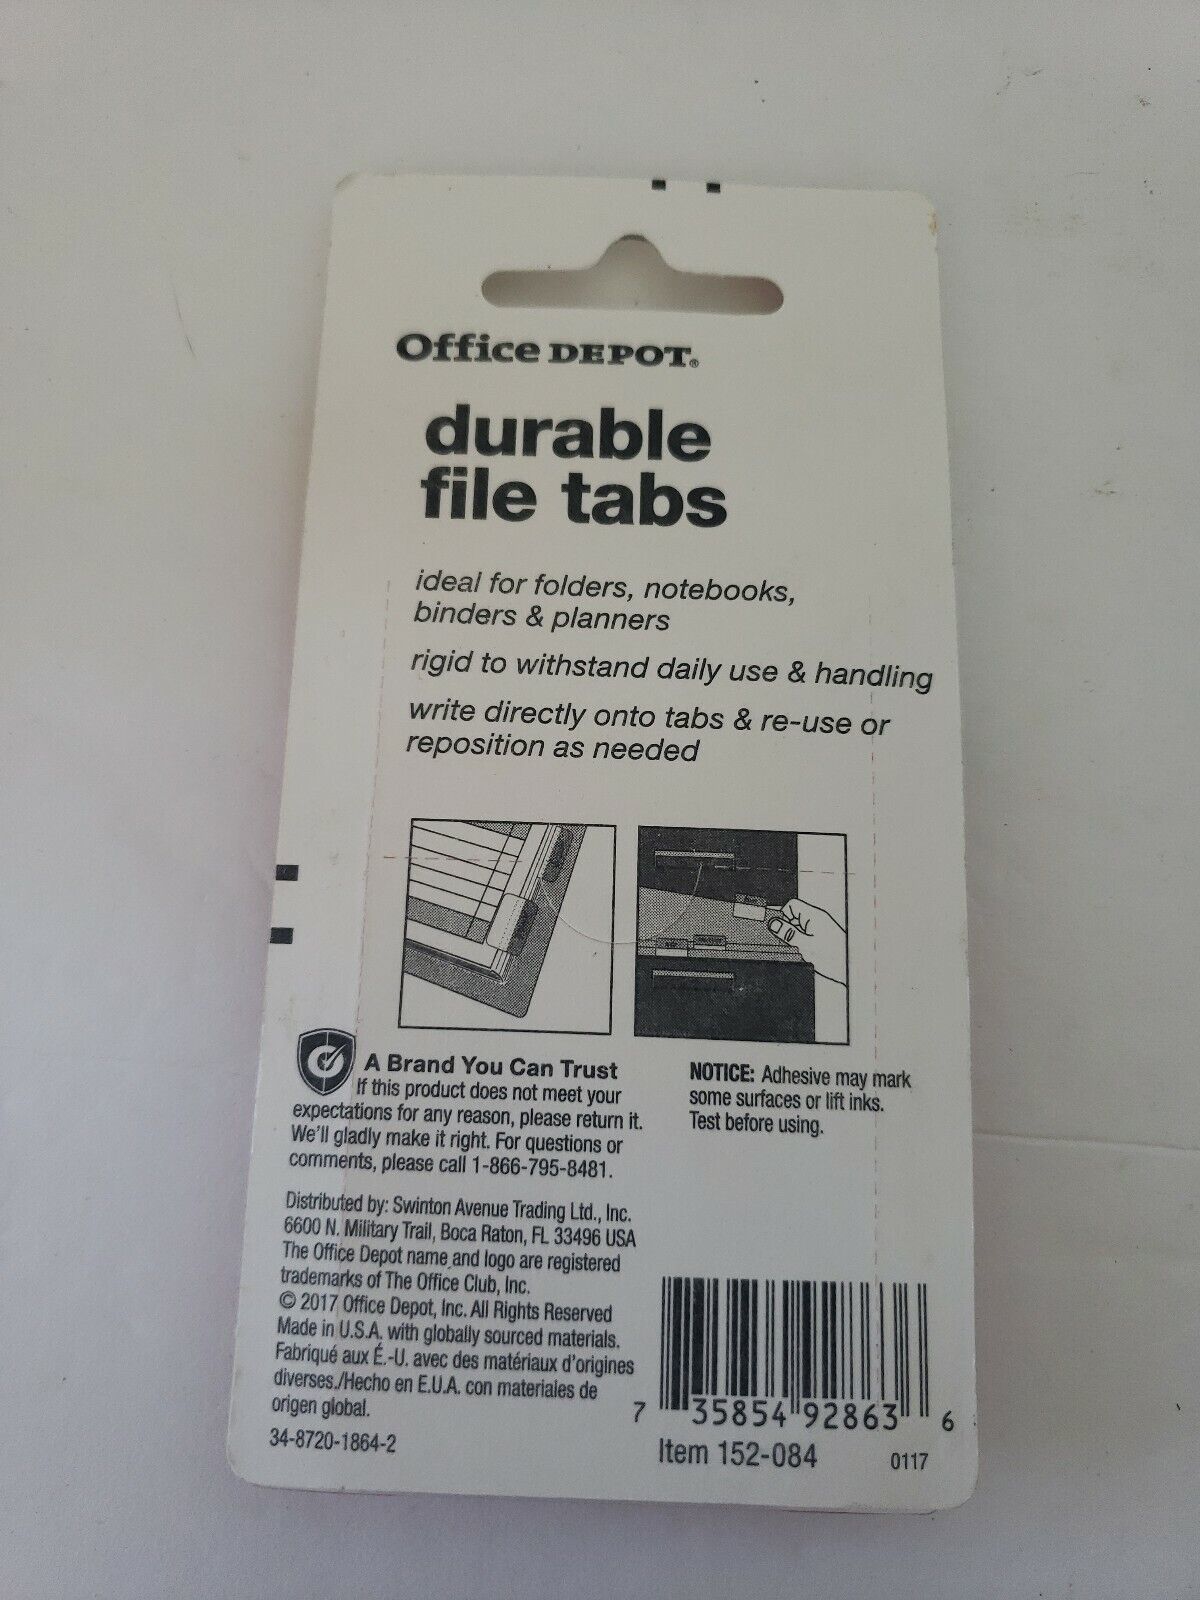 Office DEPOT®
durable
file tabs
ideal for folders, notebooks,
binders & planners
rigid to withstand daily use & handling
write directly onto tabs & re-use or
reposition as needed
A Brand You Can Trust
If this product does not meet your
expectations for any reason, please return it.
We'll gladly make it right. For questions or
comments, please call 1-866-795-8481.
NOTICE: Adhesive may mark
some surfaces or lift inks.
Test before using.
Distributed by: Swinton Avenue Trading Ltd., Inc.
6600 N. Military Trail, Boca Raton, FL 33496 USA
The Office Depot name and logo are registered
trademarks of The Office Club, Inc.
© 2017 Office Depot, Inc. All Rights Reserved
Made in U.S.A. with globally sourced materials.
Fabriqué aux É.-U. avec des matériaux d'origines
diverses./Hecho en E.U.A. con materiales de
origen global.
34-8720-1864-2
7 35854 92863 6
Item 152-084
0117